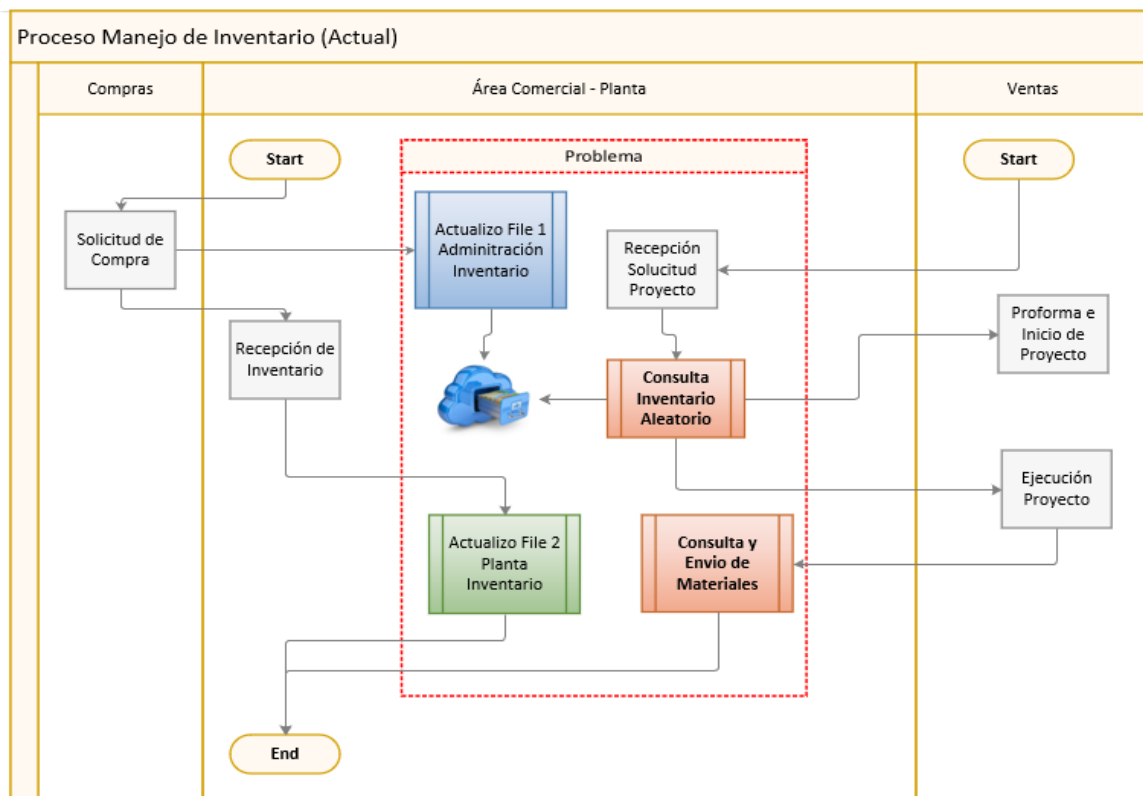 Proceso Manejo de Inventario (Actual)
Compras
Área Comercial - Planta
Ventas
Start
Problema
Start
Solicitud de
Compra
Actualizo File 1
Adminitración
Inventario
Recepción
Solucitud
Proyecto
Recepción de
Inventario
Proforma e
Inicio de
Proyecto
Consulta
Inventario
Aleatorio
Ejecución
Proyecto
Actualizo File 2
Planta
Inventario
Consulta y
Envio de
Materiales
End